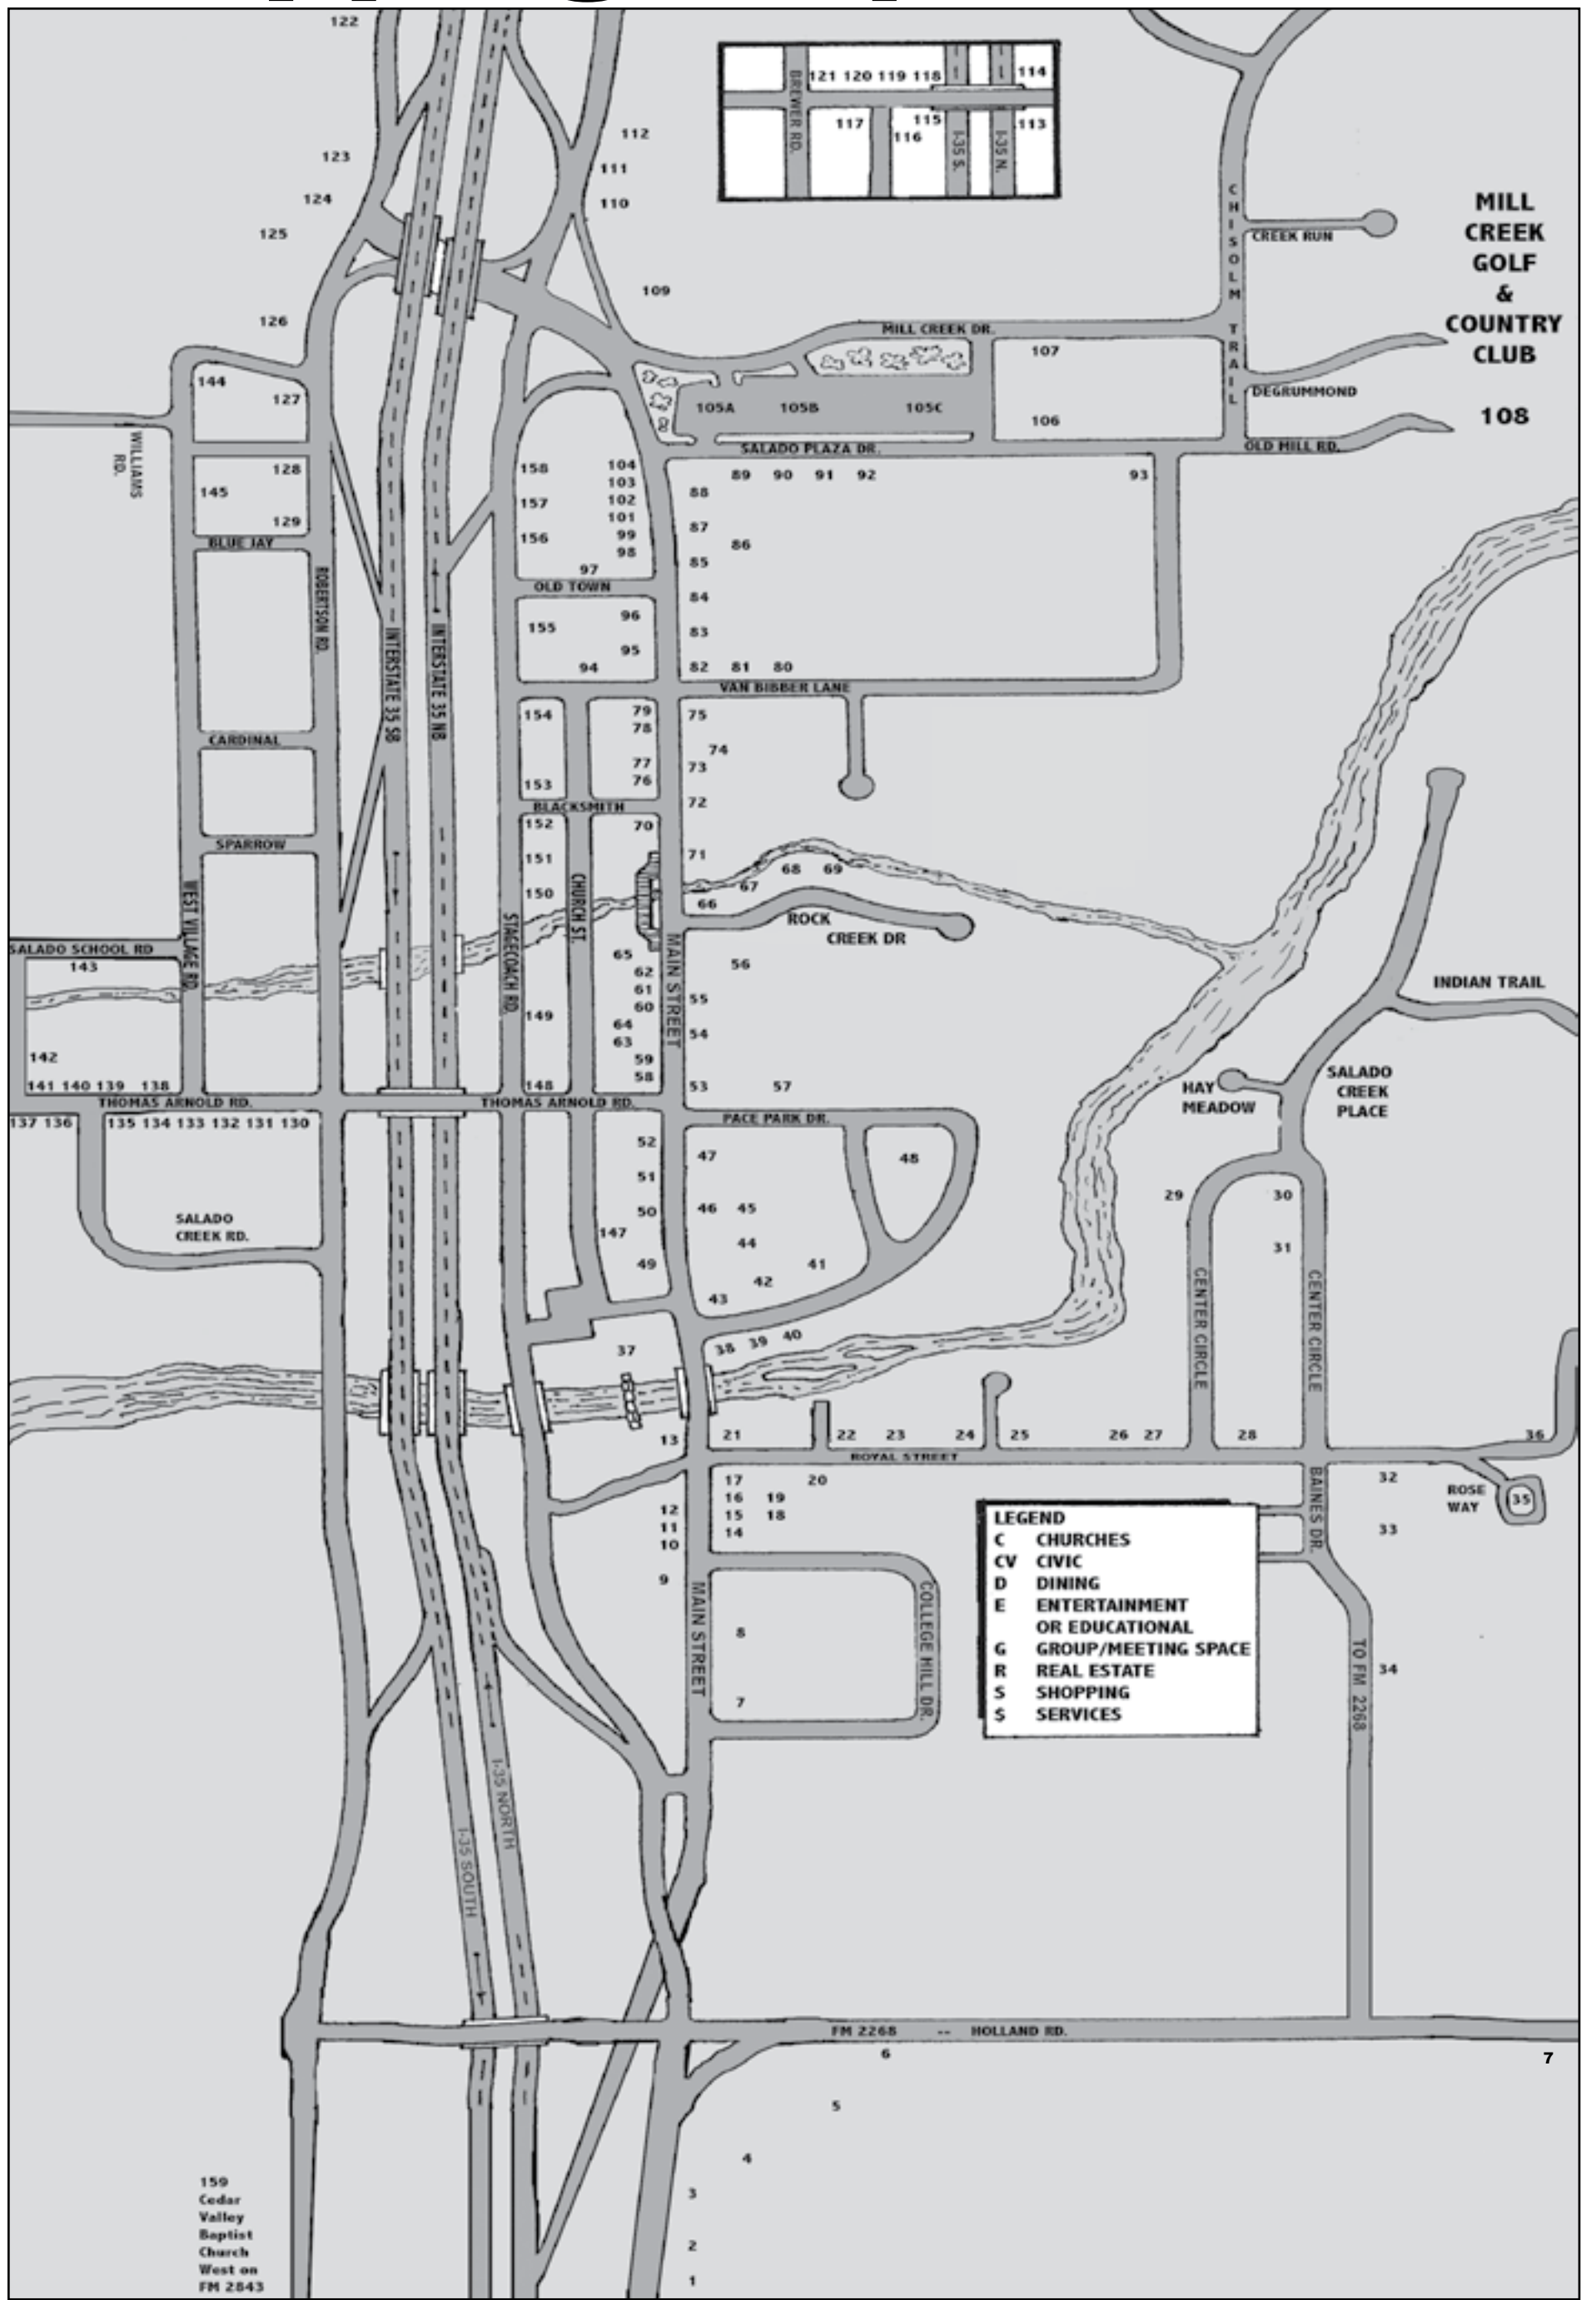 122
BREWER RD.
121 120 119 118
114
117
116
115
113
I-35 S.
I-35 N.
112
111
110
123
124
125
126
109
CHISOLM TRAIL
CREEK RUN
MILL
CREEK
GOLF
&
COUNTRY
CLUB
108
MILL CREEK DR.
107
106
DEGRUMMOND
OLD MILL RD.
105A
105B
105C
SALADO PLAZA DR.
144
127
WILLIAMS
RD.
128
145
129
BLUE JAY
ROBERTSON RD.
INTERSTATE 35 SB
INTERSTATE 35 NB
158
157
156
104
103
102
101
99
98
97
OLD TOWN
89 90 91 92
93
88
87
86
85
84
83
82 81 80
155
96
95
94
VAN BIBBER LANE
CARDINAL
SPARROW
WEST VILLAGE RD.
154
153
79
78
77
76
75
74
73
72
BLACKSMITH
152
151
150
70
71
CHURCH ST.
STAGECOACH RD.
68 69
67
66
ROCK
CREEK DR
MAIN STREET
SALADO SCHOOL RD
143
142
141 140 139 138
THOMAS ARNOLD RD.
THOMAS ARNOLD RD.
137 136
135 134 133 132 131 130
SALADO
CREEK RD.
65
62
61
60
64
63
59
58
149
148
56
55
54
53
57
PACE PARK DR.
INDIAN TRAIL
HAY
MEADOW
SALADO
CREEK
PLACE
52
51
50
147
49
47
48
46 45
44
41
42
43
37
38 39 40
29
30
31
CENTER CIRCLE
CENTER CIRCLE
13
21
22 23 24 25 26 27 28
36
ROYAL STREET
17
20
16 19
15 18
14
12
11
10
9
8
7
MAIN STREET
COLLEGE HILL DR.
LEGEND
C CHURCHES
CV CIVIC
D DINING
E ENTERTAINMENT
OR EDUCATIONAL
G GROUP/MEETING SPACE
R REAL ESTATE
S SHOPPING
$ SERVICES
BAINES DR.
32
33
ROSE
WAY
35
TO FM 2268
34
I-35 NORTH
I-35 SOUTH
FM 2268 -- HOLLAND RD.
6
7
5
4
3
2
1
159
Cedar
Valley
Baptist
Church
West on
FM 2843